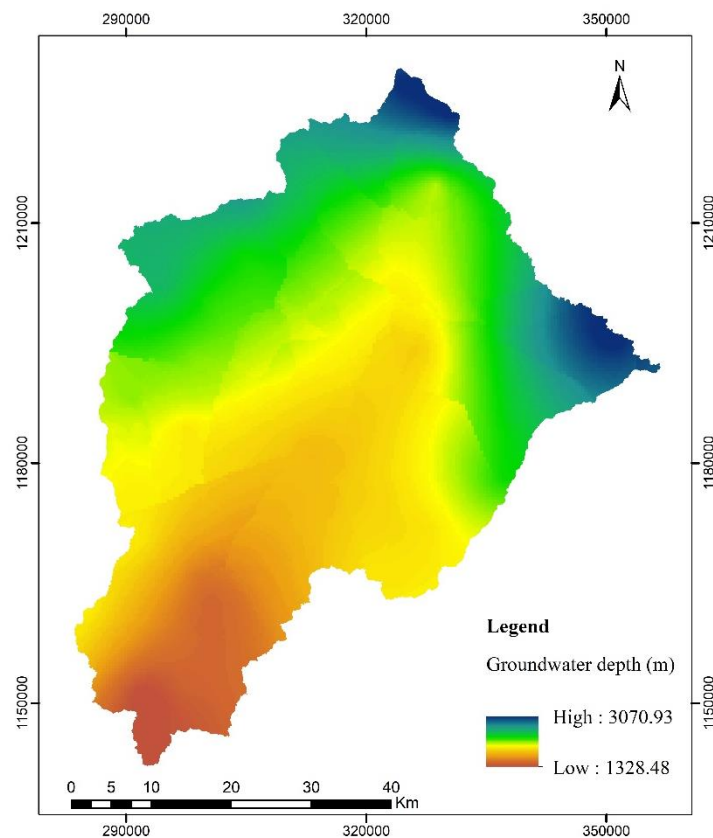 290000 320000 350000
N
1210000 1210000
1180000 1180000
Legend
Groundwater depth (m)
1150000 1150000
High : 3070.93
Low : 1328.48
0 5 10 20 30 40
Km
290000 320000 350000